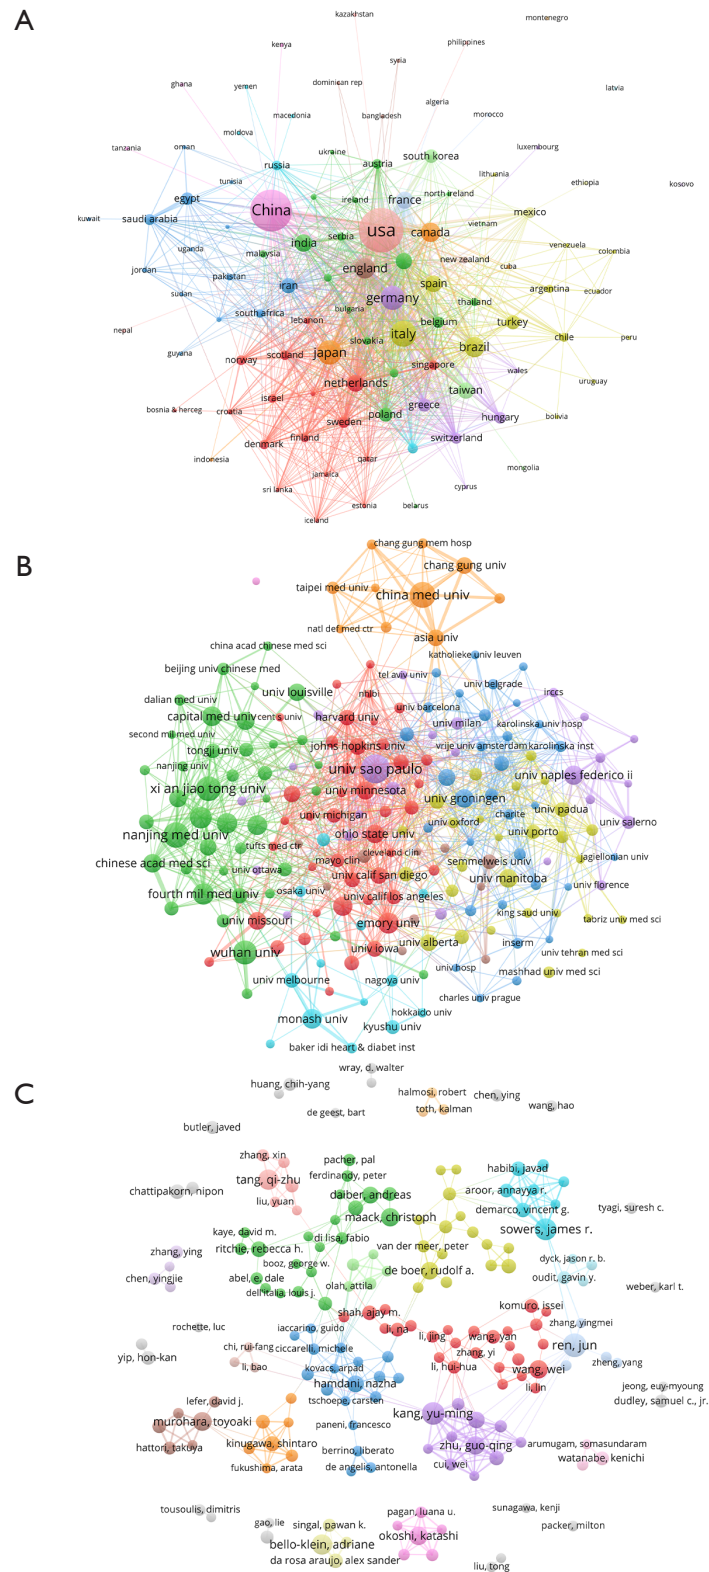 A
kazakhstan
montenegro
kenya
philippines
syria
ghana
yemen
dominican rep
latvia
algeria
macedonia
bangladesh
morocco
moldova
tanzania
oman
ukraine
luxembourg
russia
austria
south korea
lithuania
tunisia
ethiopia
kosovo
egypt
ireland
france
north ireland
China
mexico
kuwait
saudi arabia
usa
canada
vietnam
serbia
india
venezuela
uganda
malaysia
colombia
new zealand
jordan
england
cuba
pakistan
iran
spain
argentina
ecuador
sudan
germany
thailand
south africa
bulgaria
lebanon
belgium
turkey
nepal
italy
slovakia
chile
peru
guyana
japan
brazil
norway
scotland
singapore
wales
netherlands
uruguay
taiwan
israel
greece
bosnia & herceg
croatia
poland
hungary
bolivia
sweden
finland
switzerland
denmark
indonesia
qatar
mongolia
jamaica
sri lanka
cyprus
estonia
belarus
iceland
B
chang gung mem hosp
chang gung univ
taipei med univ
china med univ
natl def med ctr
asia univ
china acad chinese med sci
katholieke univ leuven
beijing univ chinese med
tel aviv univ
univ belgrade
dalian med univ
univ louisville
nhlbi
irccs
univ barcelona
capital med univ
cent s univ
harvard univ
univ milan
karolinska univ hosp
second mil med univ
tongji univ
johns hopkins univ
vrije univ amsterdam
karolinska inst
nanjing univ
univ sao paulo
univ naples federico ii
xi an jiao tong univ
univ minnesota
univ groningen
univ michigan
univ padua
charite
univ salerno
nanjing med univ
ohio state univ
univ oxford
univ porto
tufts med ctr
cleveland clin
chinese acad med sci
mayo clin
semmelweis univ
jagiellonian univ
univ ottawa
univ calif san diego
univ manitoba
fourth mil med univ
osaka univ
univ calif los angeles
univ florence
univ missouri
emory univ
king saud univ
tabriz univ med sci
wuhan univ
univ iowa
univ alberta
inserm
univ tehran med sci
univ hosp
mashhad univ med sci
univ melbourne
nagoya univ
charles univ prague
monash univ
hokkaido univ
kyushu univ
baker idi heart & diabet inst
C
wray, d. walter
huang, chih-yang
halmosi, robert
chen, ying
de geest, bart
toth, kalman
wang, hao
butler, javed
zhang, xin
pacher, pal
habibi, javad
tang, qi-zhu
ferdinandy, peter
chattipakorn, nipon
daiber, andreas
aroor, annayya r.
liu, yuan
demarco, vincent g.
tyagi, suresh c.
maack, christoph
sowers, james r.
kaye, david m.
di lisa, fabio
van der meer, peter
zhang, ying
ritchie, rebecca h.
dyck, jason r. b.
booz, george w.
de boer, rudolf a.
chen, yingjie
abel, e. dale
olah, attila
oudit, gavin y.
weber, karl t.
dell'italia, louis j.
komuro, issei
shah, ajay m.
rochette, luc
iaccarino, guido
li, na
li, jing
wang, yan
zhang, yingmei
yip, hon-kan
chi, rui-fang
ciccarelli, michele
zhang, yi
ren, jun
li, bao
kovacs, arpad
li, hui-hua
wang, wei
zheng, yang
hamdani, nazha
li, lin
jeong, euy-myoung
lefer, david j.
tschoepe, carsten
dudley, samuel c., jr.
murohara, toyoaki
paneni, francesco
kang, yu-ming
hattori, takuya
kinugawa, shintaro
berrino, liberato
zhu, guo-qing
arumugam, somasundaram
fukushima, arata
de angelis, antonella
cui, wei
watanabe, kenichi
tousoulis, dimitris
pagan, luana u.
sunagawa, kenji
gao, lie
singal, pawan k.
packer, milton
bello-klein, adriane
okoshi, katashi
da rosa araujo, alex sander
liu, tong